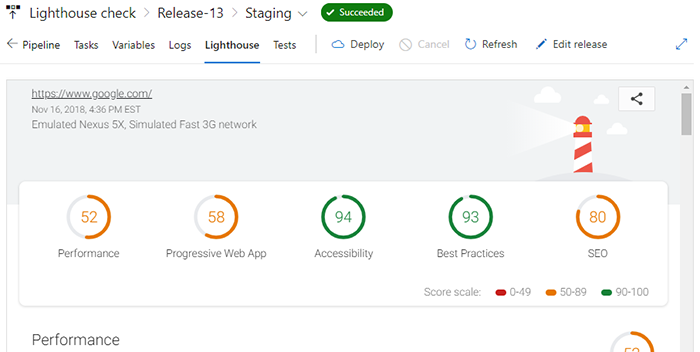 Lighthouse check > Release-13 > Staging Succeeded
Pipeline Tasks Variables Logs Lighthouse Tests Deploy Cancel Refresh Edit release
https://www.google.com/
Nov 16, 2018, 4:36 PM EST
Emulated Nexus 5X, Simulated Fast 3G network
52 58 94 93 80
Performance Progressive Web App Accessibility Best Practices SEO
Score scale: 0-49 50-89 90-100
Performance
52